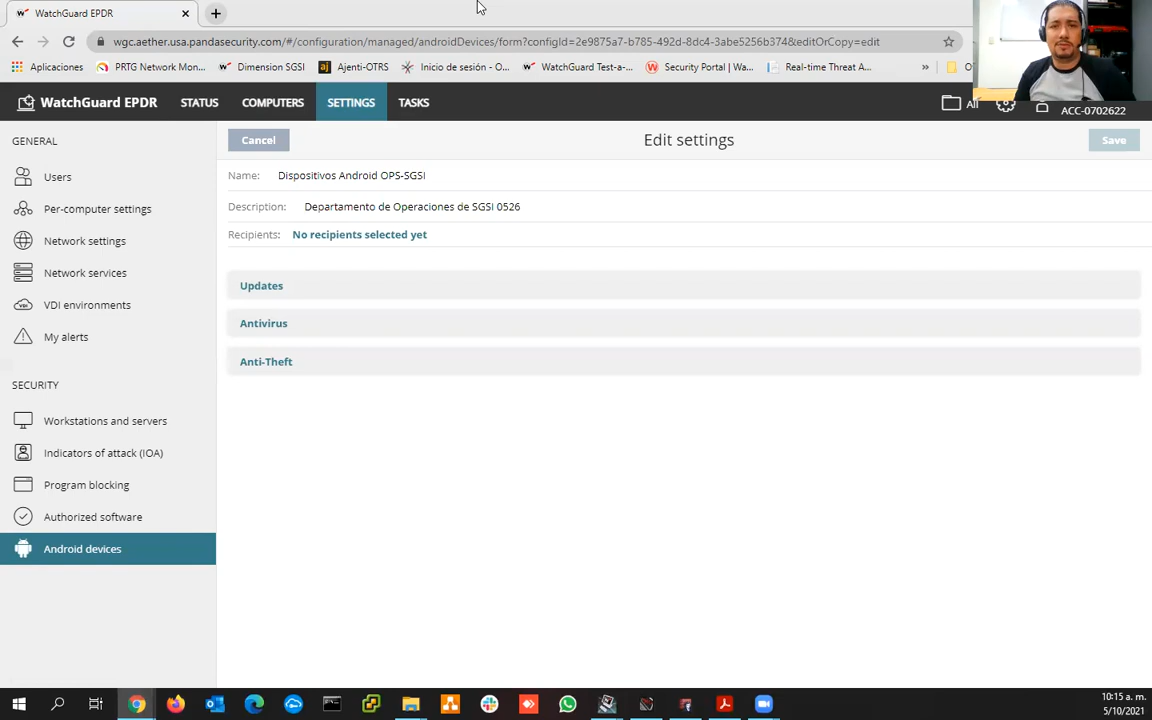 WatchGuard EPDR
wgc.aether.usa.pandasecurity.com/#/configuration/managed/androidDevices/form?configId=2e9875a7-b785-492d-8dc4-3abe5256b374&editOrCopy=edit
Aplicaciones PRTG Network Mon... Dimension SGSI Ajenti-OTRS Inicio de sesión - O... WatchGuard Test-a-... Security Portal | Wa... Real-time Threat A... »
WatchGuard EPDR STATUS COMPUTERS SETTINGS TASKS All ACC-0702622
GENERAL
Users
Per-computer settings
Network settings
Network services
VDI environments
My alerts
SECURITY
Workstations and servers
Indicators of attack (IOA)
Program blocking
Authorized software
Android devices
Cancel Edit settings Save
Name: Dispositivos Android OPS-SGSI
Description: Departamento de Operaciones de SGSI 0526
Recipients: No recipients selected yet
Updates
Antivirus
Anti-Theft
10:15 a. m.
5/10/2021